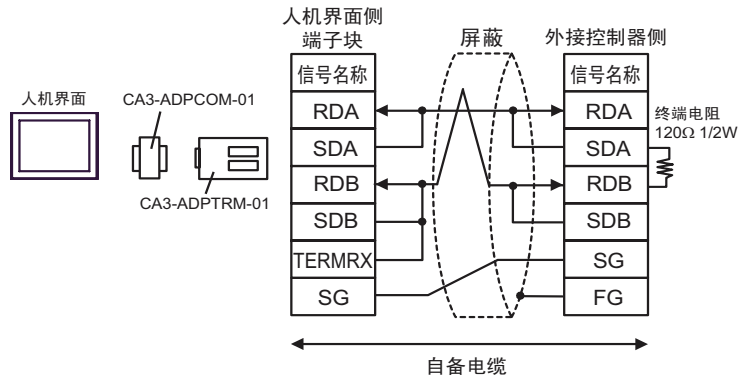 人机界面侧
端子块
屏蔽
外接控制器侧
人机界面
CA3-ADPCOM-01
CA3-ADPTRM-01
信号名称
RDA
SDA
RDB
SDB
TERMRX
SG
信号名称
RDA
SDA
RDB
SDB
SG
FG
终端电阻
120Ω 1/2W
自备电缆